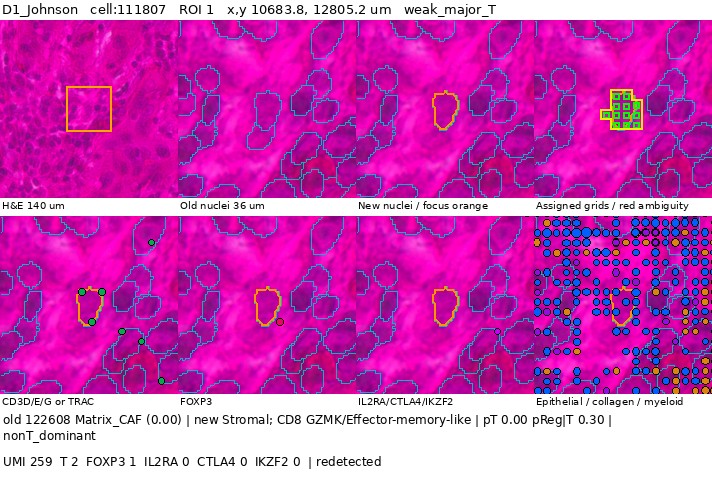 D1_Johnson cell:111807 ROI 1 x,y 10683.8, 12805.2 um weak_major_T
H&E 140 um
Old nuclei 36 um
New nuclei / focus orange
Assigned grids / red ambiguity
CD3D/E/G or TRAC
FOXP3
IL2RA/CTLA4/IKZF2
Epithelial / collagen / myeloid
old 122608 Matrix_CAF (0.00) | new Stromal; CD8 GZMK/Effector-memory-like | pT 0.00 pReg|T 0.30 |
nonT_dominant
UMI 259 T 2 FOXP3 1 IL2RA 0 CTLA4 0 IKZF2 0 | redetected